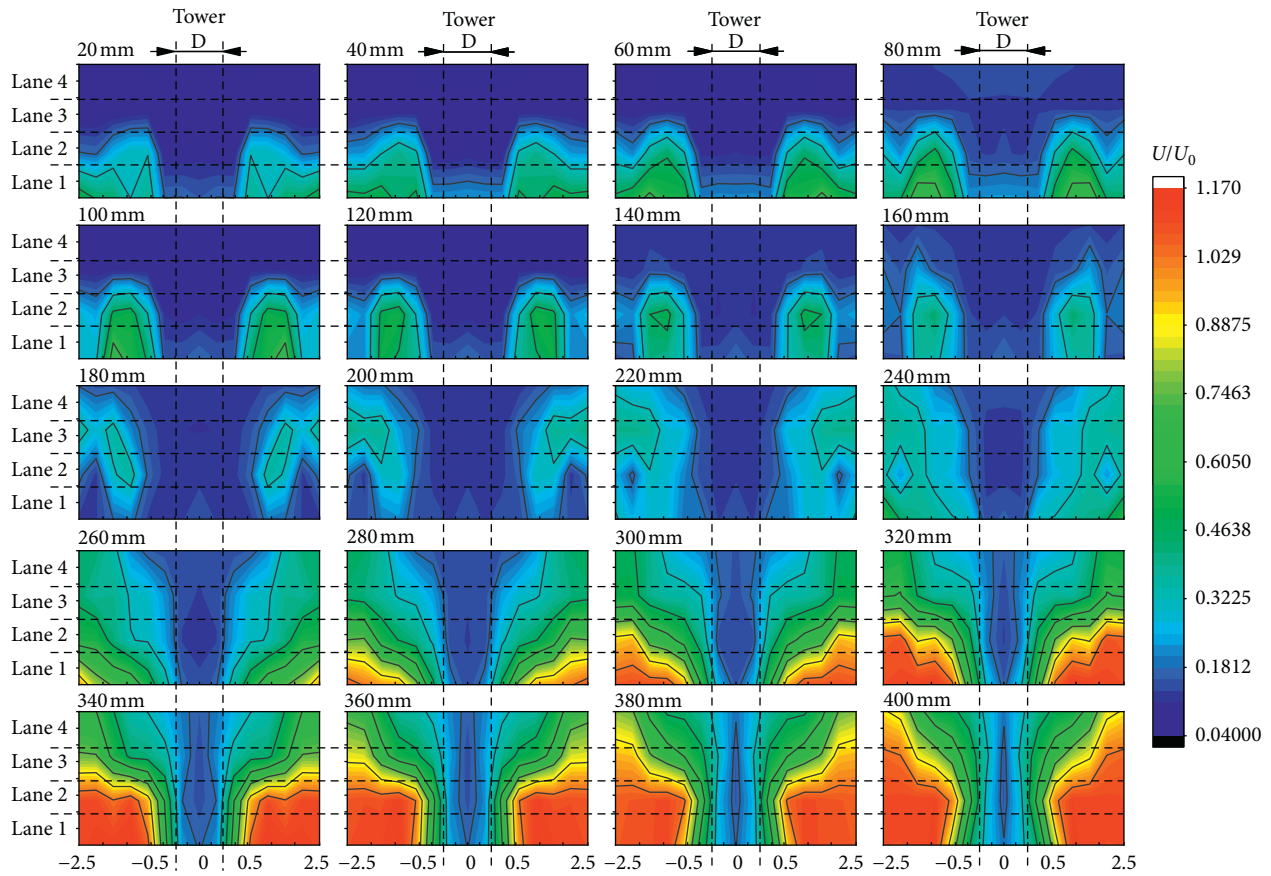 Tower Tower Tower Tower
20 mm D 40 mm D 60 mm D 80 mm D
Lane 4
Lane 3
Lane 2
Lane 1
100 mm 120 mm 140 mm 160 mm
Lane 4
Lane 3
Lane 2
Lane 1
180 mm 200 mm 220 mm 240 mm
Lane 4
Lane 3
Lane 2
Lane 1
260 mm 280 mm 300 mm 320 mm
Lane 4
Lane 3
Lane 2
Lane 1
340 mm 360 mm 380 mm 400 mm
Lane 4
Lane 3
Lane 2
Lane 1
−2.5 −0.5 0 0.5 2.5 −2.5 −0.5 0 0.5 2.5 −2.5 −0.5 0 0.5 2.5 −2.5 −0.5 0 0.5 2.5
U/U0
1.170
1.029
0.8875
0.7463
0.6050
0.4638
0.3225
0.1812
0.04000